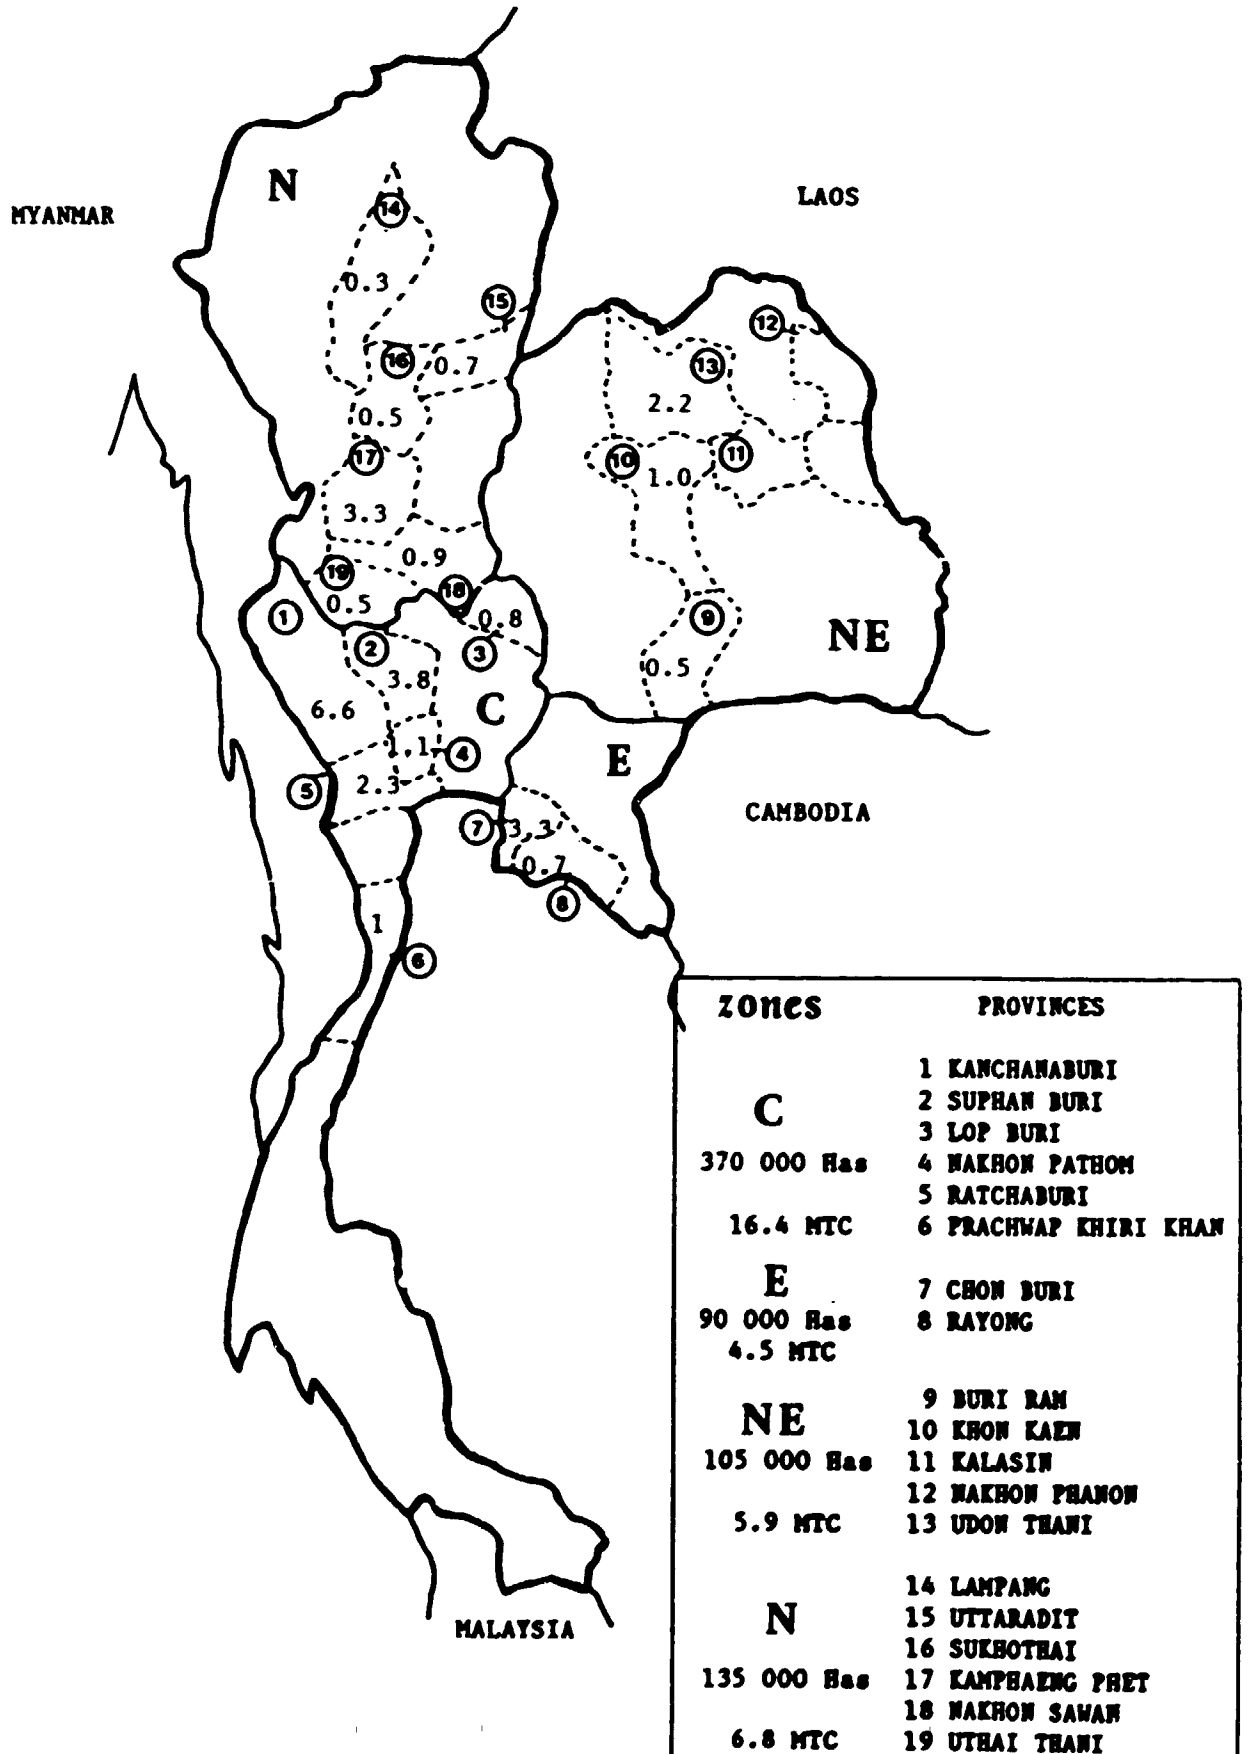 N
MYANMAR
LAOS
14
0.3
15
12
16
0.7
13
2.2
0.5
17
10
11
1.0
3.3
0.9
19
18
0.5
1
0.8
9
2
3
NE
3.8
0.5
6.6
C
1.1
4
E
5
2.3
CAMBODIA
7
3.3
0.7
8
1
6
zones PROVINCES
1 KANCHANABURI
C 2 SUPHAN BURI
3 LOP BURI
370 000 Has 4 NAKHON PATHOM
5 RATCHABURI
16.4 MTC 6 PRACHWAP KHIRI KHAN
E 7 CHON BURI
90 000 Has 8 RAYONG
4.5 MTC
9 BURI RAM
NE 10 KHON KAEN
105 000 Has 11 KALASIN
12 NAKHON PHANON
5.9 MTC 13 UDON THANI
14 LAMPANG
N 15 UTTARADIT
16 SUKHOTHAI
135 000 Has 17 KAMPHAENG PHET
18 NAKHON SAWAN
6.8 MTC 19 UTHAI THANI
MALAYSIA